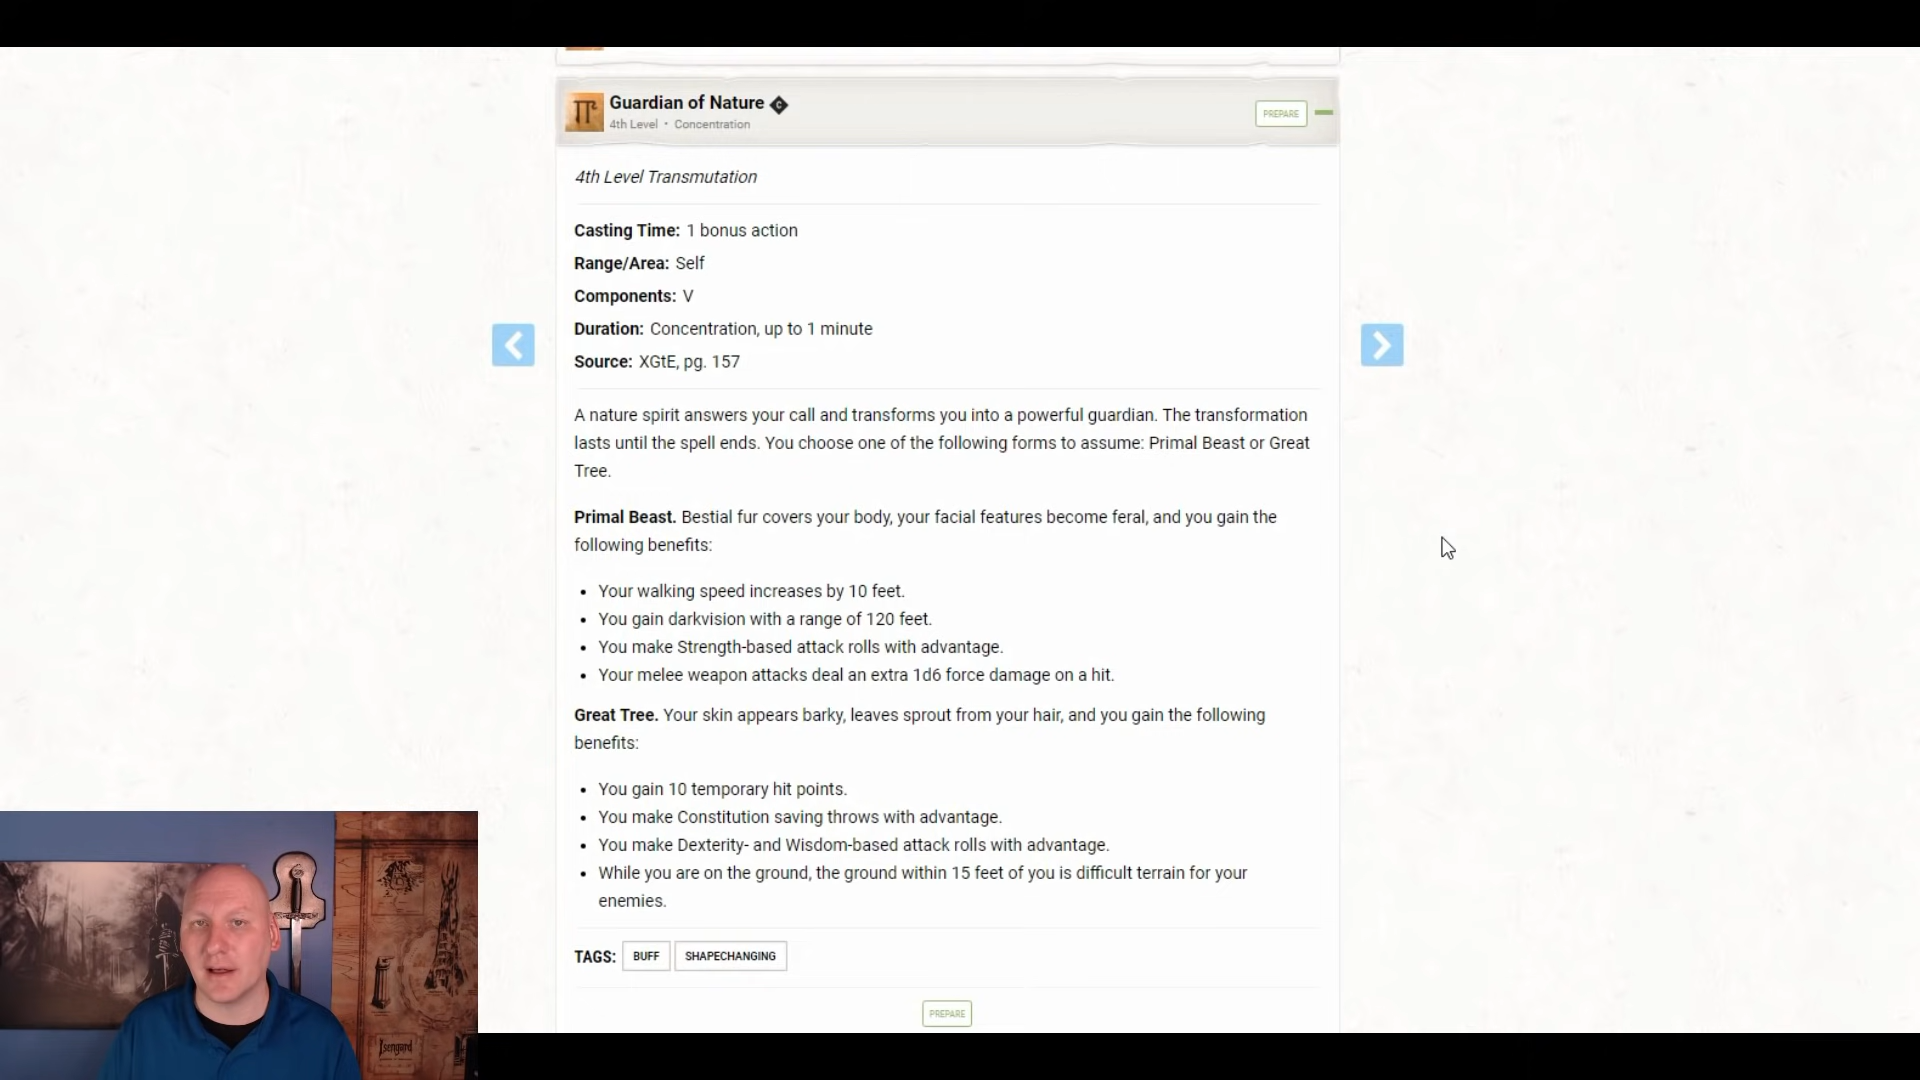 Guardian of Nature C
4th Level • Concentration
PREPARE
4th Level Transmutation
Casting Time: 1 bonus action
Range/Area: Self
Components: V
Duration: Concentration, up to 1 minute
Source: XGtE, pg. 157
A nature spirit answers your call and transforms you into a powerful guardian. The transformation
lasts until the spell ends. You choose one of the following forms to assume: Primal Beast or Great
Tree.
Primal Beast. Bestial fur covers your body, your facial features become feral, and you gain the
following benefits:
• Your walking speed increases by 10 feet.
• You gain darkvision with a range of 120 feet.
• You make Strength-based attack rolls with advantage.
• Your melee weapon attacks deal an extra 1d6 force damage on a hit.
Great Tree. Your skin appears barky, leaves sprout from your hair, and you gain the following
benefits:
• You gain 10 temporary hit points.
• You make Constitution saving throws with advantage.
• You make Dexterity- and Wisdom-based attack rolls with advantage.
• While you are on the ground, the ground within 15 feet of you is difficult terrain for your
enemies.
TAGS: BUFF SHAPECHANGING
PREPARE
Isengard